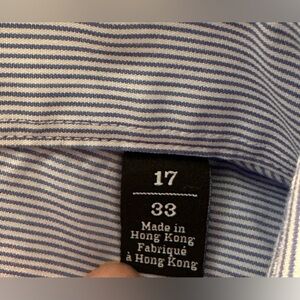 17
33
Made in
Hong Kong
Fabriqué
à Hong Kong